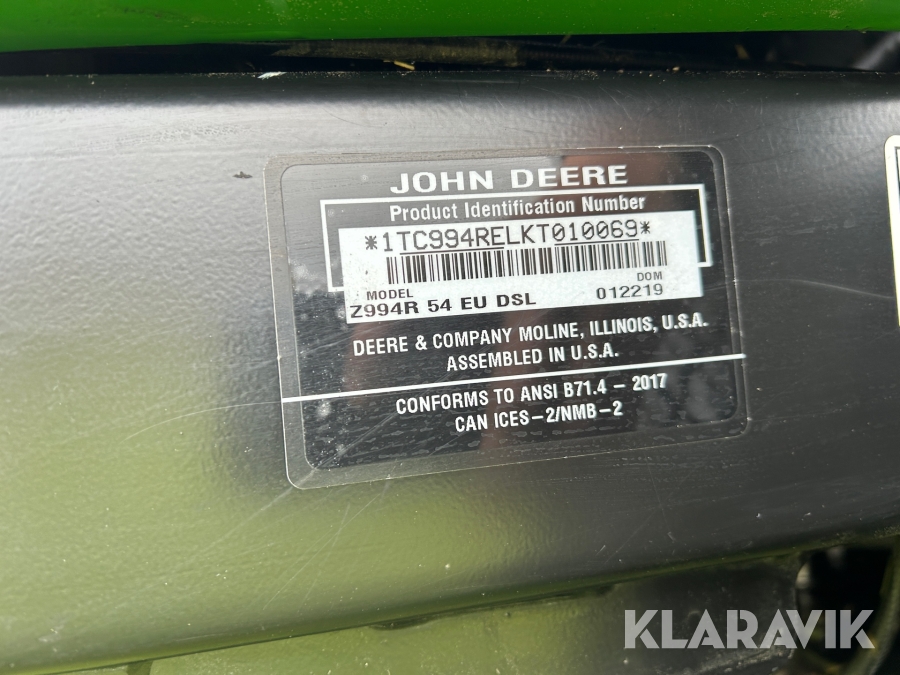 JOHN DEERE
Product Identification Number
*1TC994RELKT010069*
MODEL DOM
Z994R 54 EU DSL 012219
DEERE & COMPANY MOLINE, ILLINOIS, U.S.A.
ASSEMBLED IN U.S.A.
CONFORMS TO ANSI B71.4 – 2017
CAN ICES–2/NMB–2
KLARAVIK